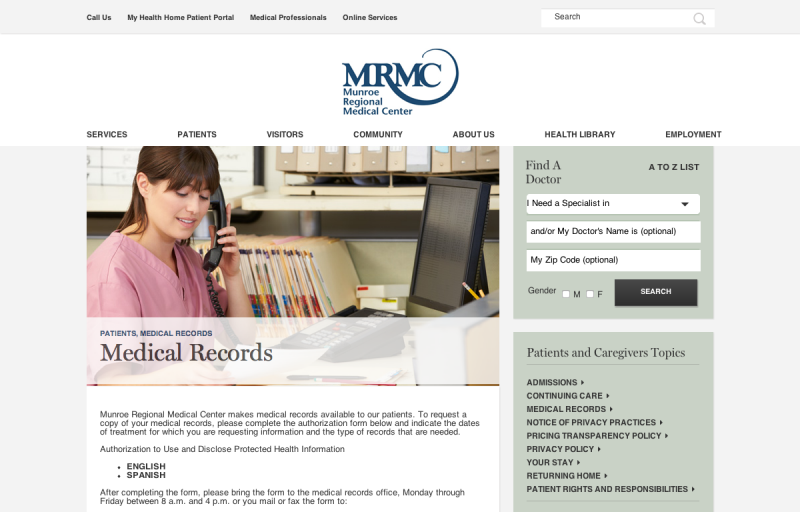 Call Us
My Health Home Patient Portal
Medical Professionals
Online Services
Search
MRMC
Munroe
Regional
Medical Center
SERVICES
PATIENTS
VISITORS
COMMUNITY
ABOUT US
HEALTH LIBRARY
EMPLOYMENT
PATIENTS, MEDICAL RECORDS
Medical Records
Munroe Regional Medical Center makes medical records available to our patients. To request a
copy of your medical records, please complete the authorization form below and indicate the dates
of treatment for which you are requesting information and the type of records that are needed.
Authorization to Use and Disclose Protected Health Information
• ENGLISH
• SPANISH
After completing the form, please bring the form to the medical records office, Monday through
Friday between 8 a.m. and 4 p.m. or you mail or fax the form to:
Find A
Doctor
A TO Z LIST
I Need a Specialist in
and/or My Doctor's Name is (optional)
My Zip Code (optional)
Gender
M
F
SEARCH
Patients and Caregivers Topics
ADMISSIONS
CONTINUING CARE
MEDICAL RECORDS
NOTICE OF PRIVACY PRACTICES
PRICING TRANSPARENCY POLICY
PRIVACY POLICY
YOUR STAY
RETURNING HOME
PATIENT RIGHTS AND RESPONSIBILITIES